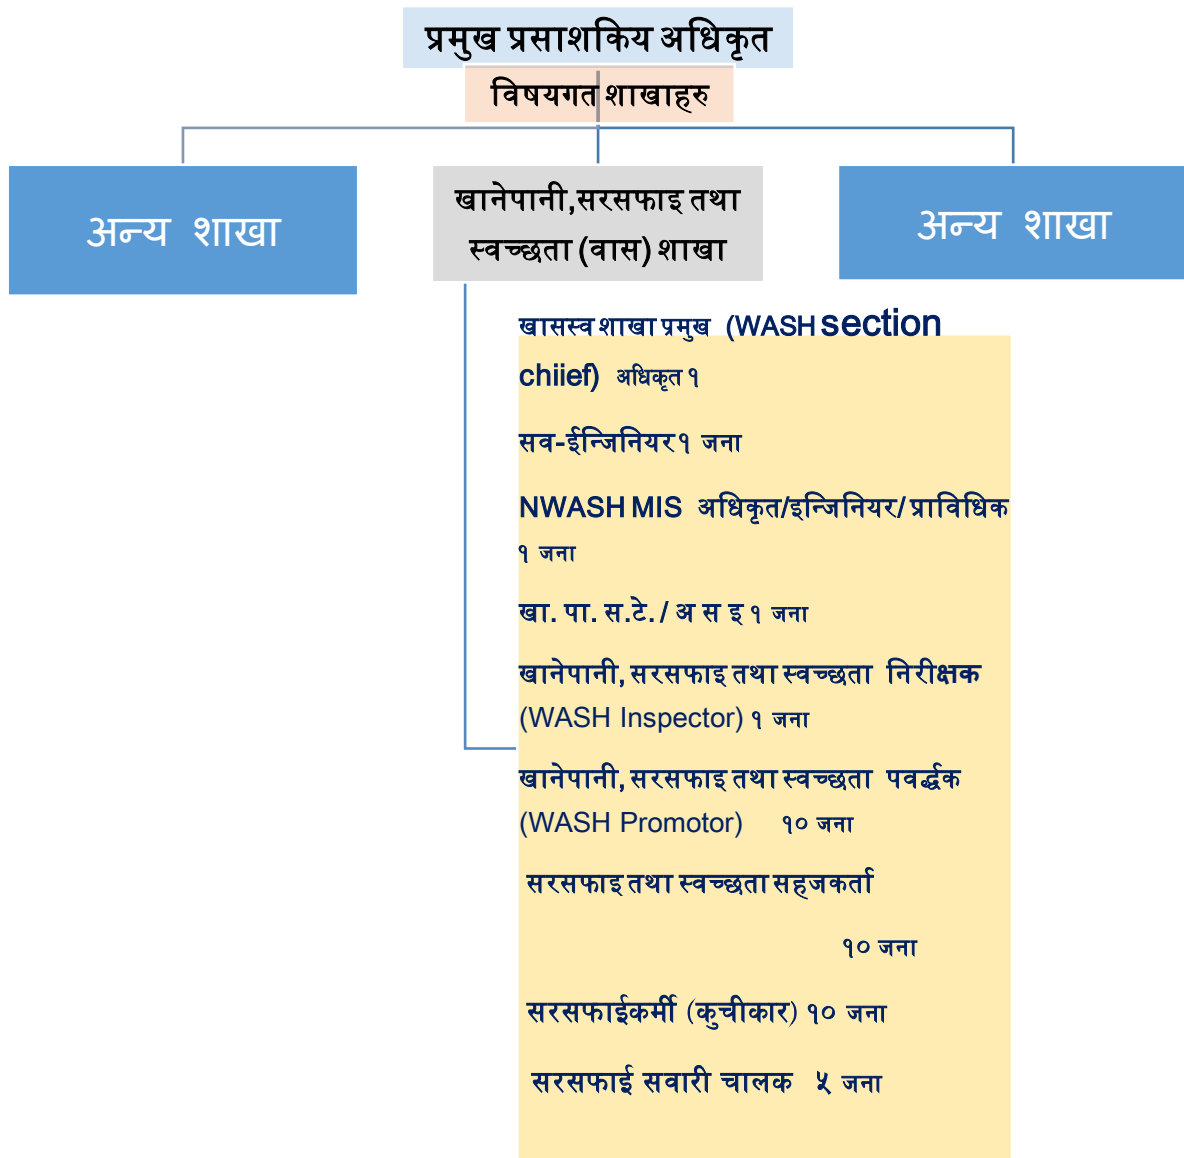 प्रमुख प्रसाशकिय अधिकृत
विषयगत शाखाहरु
अन्य शाखा
खानेपानी,सरसफाइ तथा
स्वच्छता (वास) शाखा
अन्य शाखा
खासस्व शाखा प्रमुख (WASH section
chiief) अधिकृत १
सव-ईन्जिनियर१ जना
NWASH MIS अधिकृत/इन्जिनियर/ प्राविधिक
१ जना
खा. पा. स.टे. / अ स इ १ जना
खानेपानी, सरसफाइ तथा स्वच्छता निरीक्षक
(WASH Inspector) १ जना
खानेपानी, सरसफाइ तथा स्वच्छता पवर्द्धक
(WASH Promotor) १० जना
सरसफाइ तथा स्वच्छता सहजकर्ता
१० जना
सरसफाईकर्मी (कुचीकार) १० जना
सरसफाई सवारी चालक ५ जना